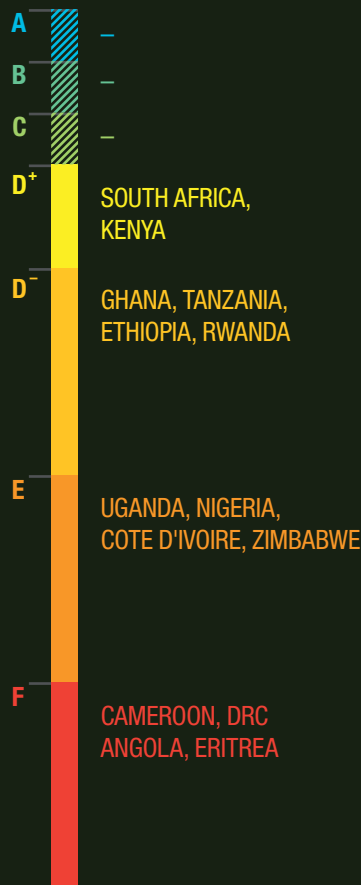 A –
B –
C –
D+ SOUTH AFRICA,
KENYA
D- GHANA, TANZANIA,
ETHIOPIA, RWANDA
E UGANDA, NIGERIA,
COTE D'IVOIRE, ZIMBABWE
F CAMEROON, DRC
ANGOLA, ERITREA